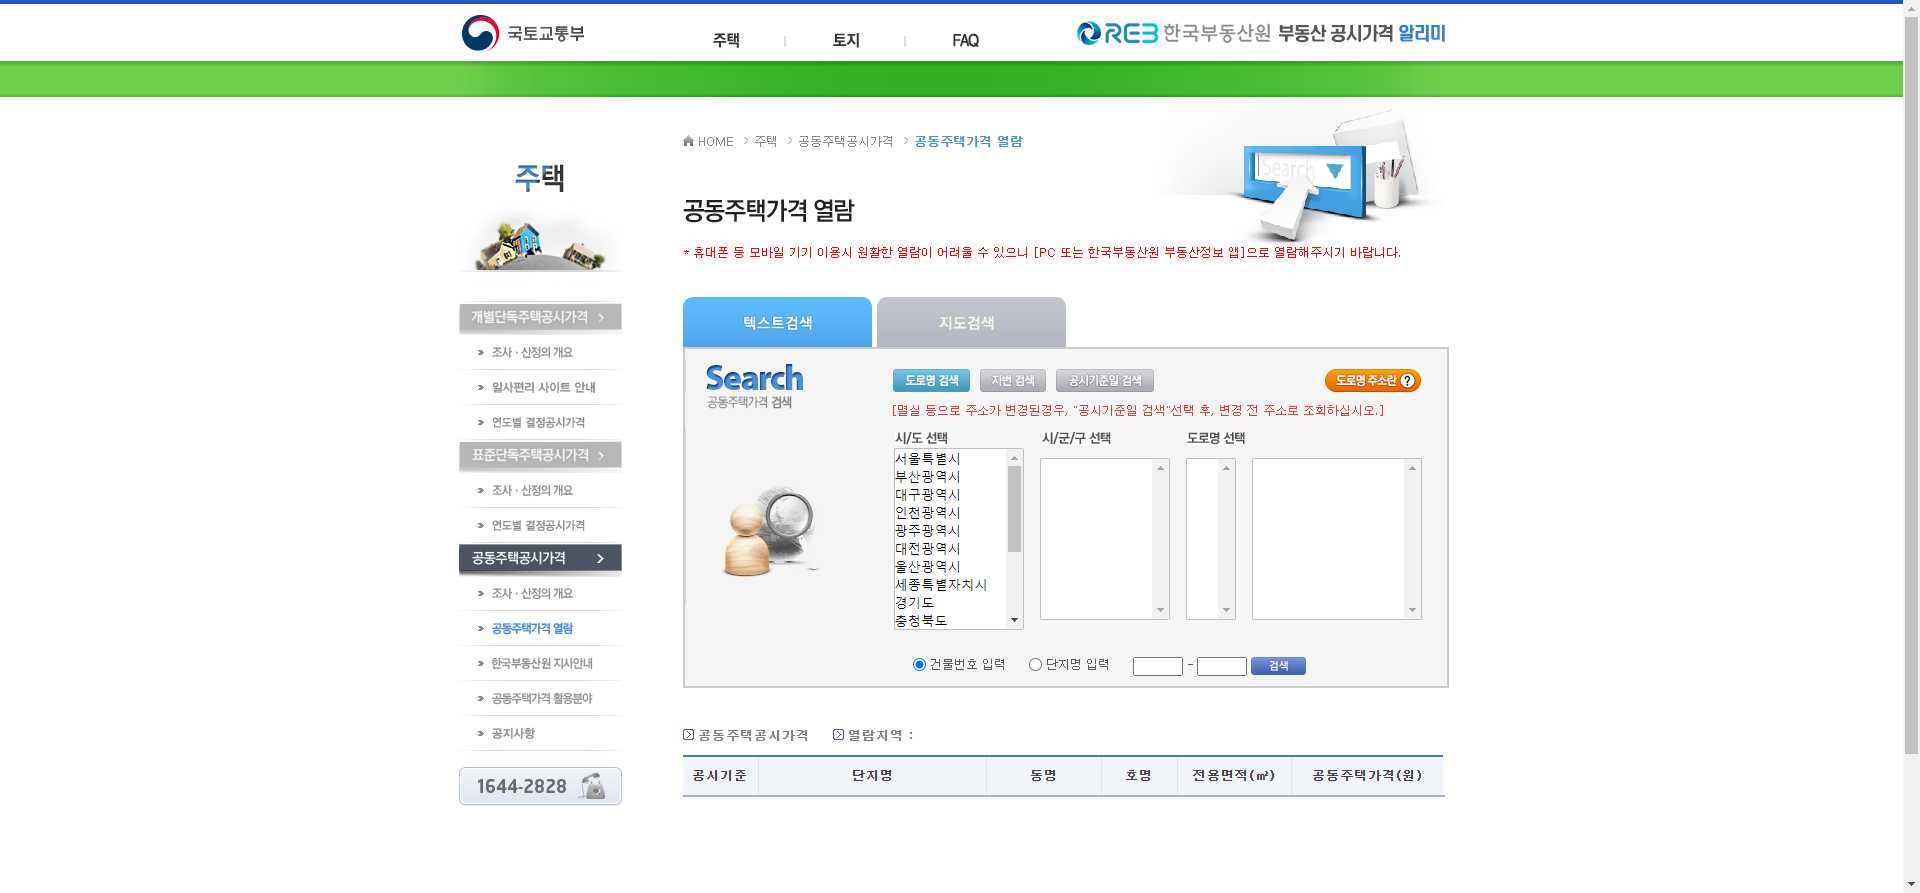 국토교통부
주택
토지
FAQ
REB 한국부동산원 부동산 공시가격 알리미
HOME > 주택 > 공동주택공시가격 > 공동주택가격 열람
주택
Search
공동주택가격 열람
* 휴대폰 등 모바일 기기 이용시 원활한 열람이 어려울 수 있으니 [PC 또는 한국부동산원 부동산정보 앱]으로 열람해주시기 바랍니다.
개별단독주택공시가격
조사ㆍ산정의 개요
일사편리 사이트 안내
연도별 결정공시가격
표준단독주택공시가격
조사ㆍ산정의 개요
연도별 결정공시가격
공동주택공시가격
조사ㆍ산정의 개요
공동주택가격 열람
한국부동산원 지사안내
공동주택가격 활용분야
공지사항
1644-2828
텍스트검색
지도검색
Search
공동주택가격 검색
도로명 검색
지번 검색
공시기준일 검색
도로명 주소란 ?
[멸실 등으로 주소가 변경된경우, "공시기준일 검색"선택 후, 변경 전 주소로 조회하십시오.]
시/도 선택
시/군/구 선택
도로명 선택
서울특별시
부산광역시
대구광역시
인천광역시
광주광역시
대전광역시
울산광역시
세종특별자치시
경기도
충청북도
건물번호 입력
단지명 입력
-
검색
공동주택공시가격
열람지역 :
공시기준
단지명
동명
호명
전용면적(㎡)
공동주택가격(원)